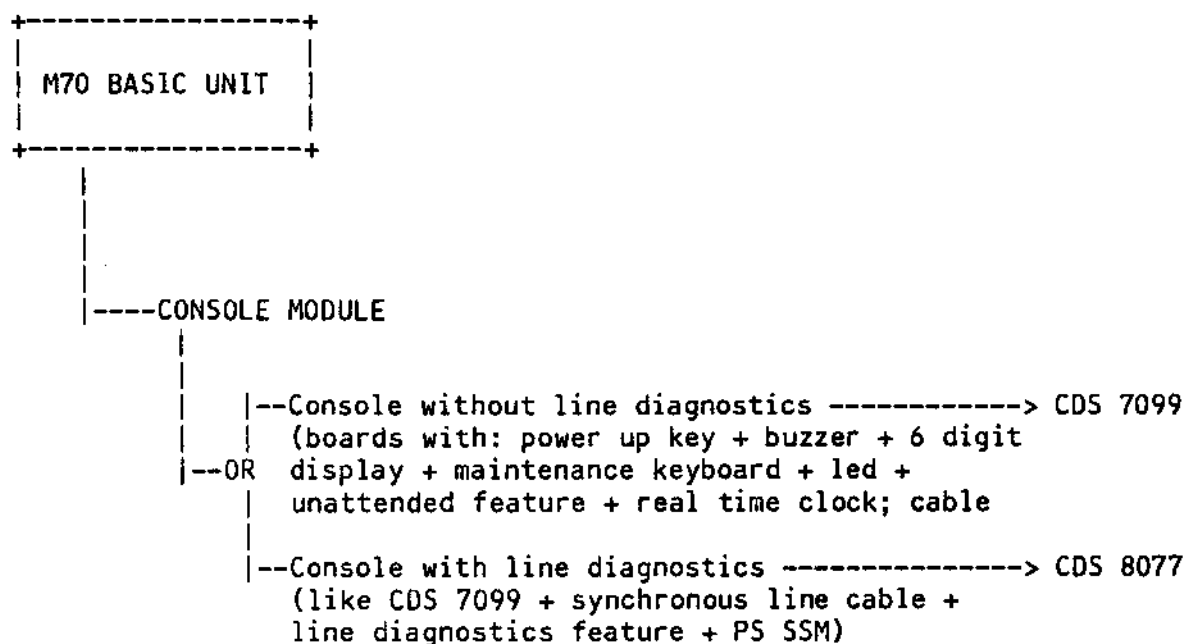 M70 BASIC UNIT
|----CONSOLE MODULE
|--Console without line diagnostics ------------> CDS 7099
(boards with: power up key + buzzer + 6 digit
|--OR display + maintenance keyboard + led +
unattended feature + real time clock; cable
|--Console with line diagnostics ---------------> CDS 8077
(like CDS 7099 + synchronous line cable +
line diagnostics feature + PS SSM)